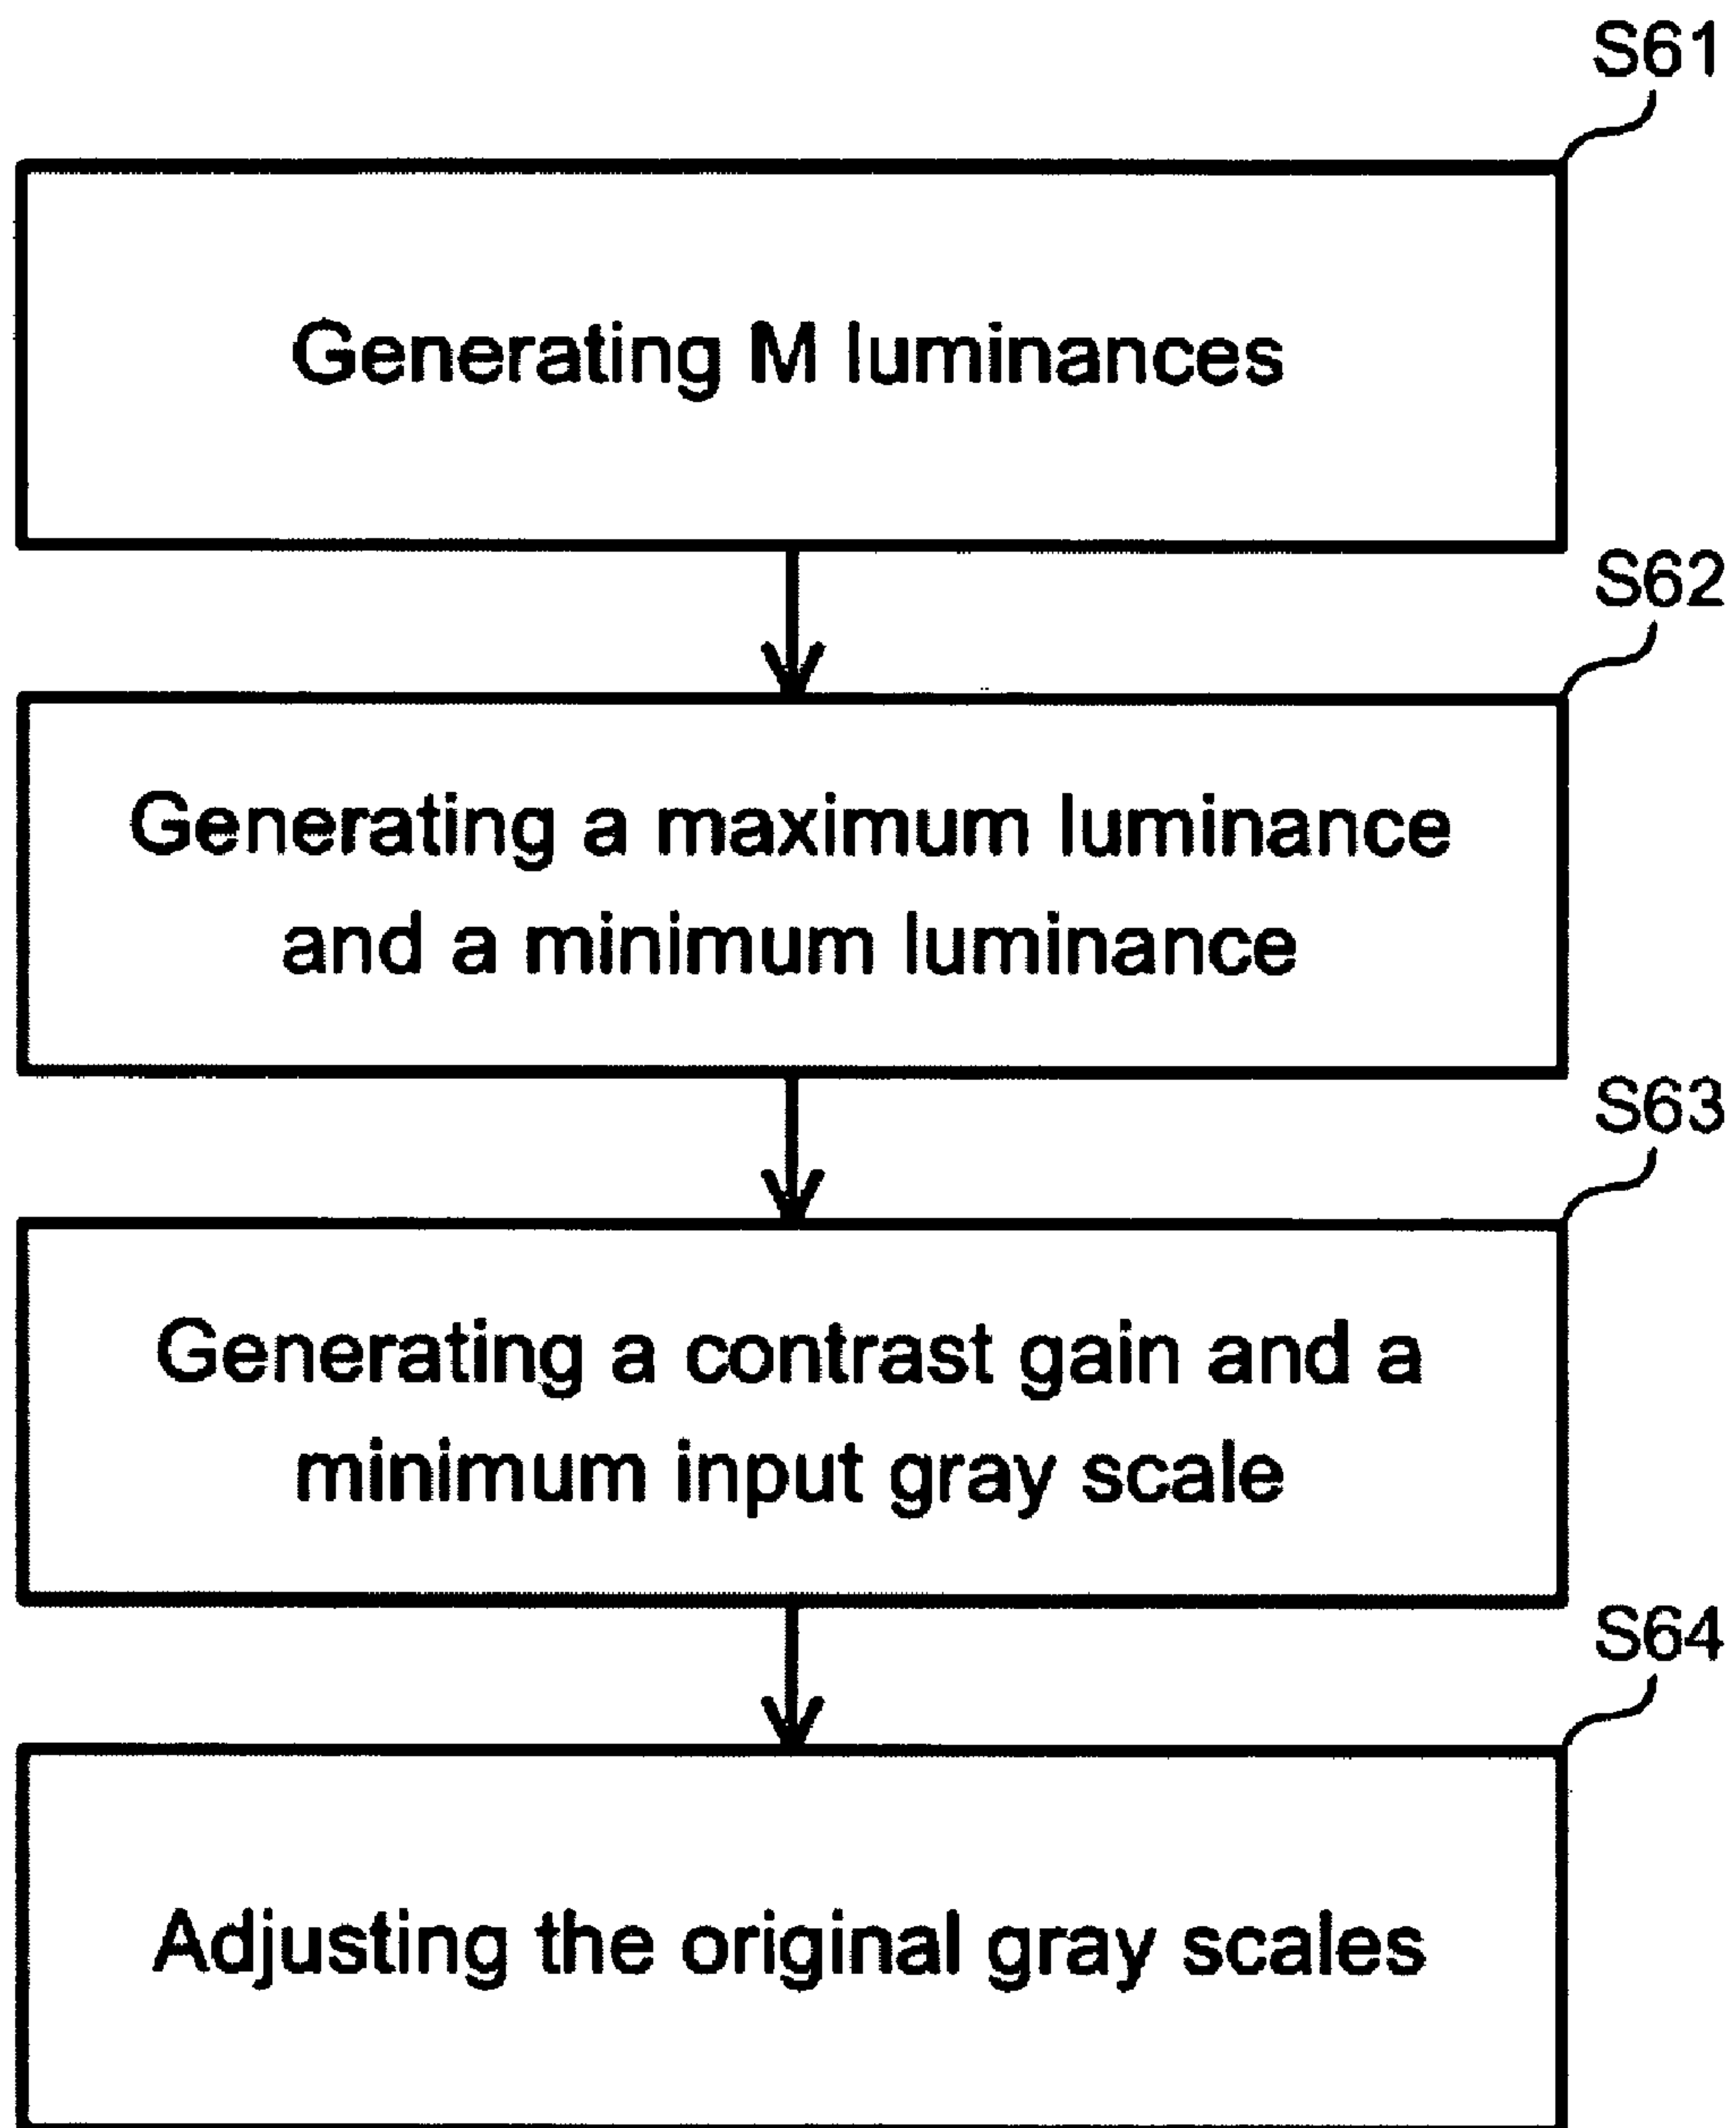 S61
Generating M luminances
S62
Generating a maximum luminance
and a minimum luminance
S63
Generating a contrast gain and a
minimum input gray scale
S64
Adjusting the original gray scales